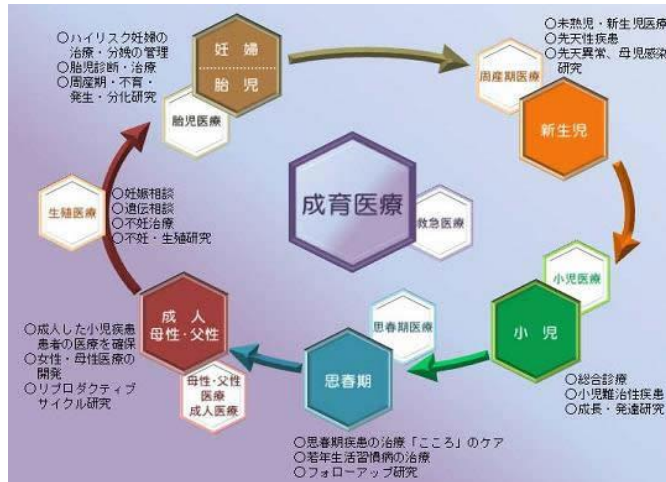 ○ハイリスク妊婦の
治療・分娩の管理
○胎児診断・治療
○周産期・不育・
発生・分化研究
妊婦
胎児
胎児医療
○未熟児・新生児医療
○先天性疾患
○先天異常、母児感染
研究
周産期医療
新生児
成育医療
救急医療
生殖医療
○妊娠相談
○遺伝相談
○不妊治療
○不妊・生殖研究
小児医療
小児
○総合診療
○小児難治性疾患
○成長・発達研究
思春期医療
思春期
○思春期疾患の治療「こころ」のケア
○若年生活習慣病の治療
○フォローアップ研究
成人
母性・父性
母性・父性
医療
成人医療
○成人した小児疾患
患者の医療を確保
○女性・母性医療の
開発
○リプロダクティブ
サイクル研究